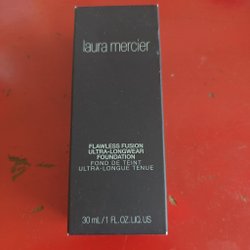 laura mercier
FLAWLESS FUSION
ULTRA-LONGWEAR
FOUNDATION
FOND DE TEINT
ULTRA-LONGUE TENUE
30 mL/1 FL.OZ.LIQ.US